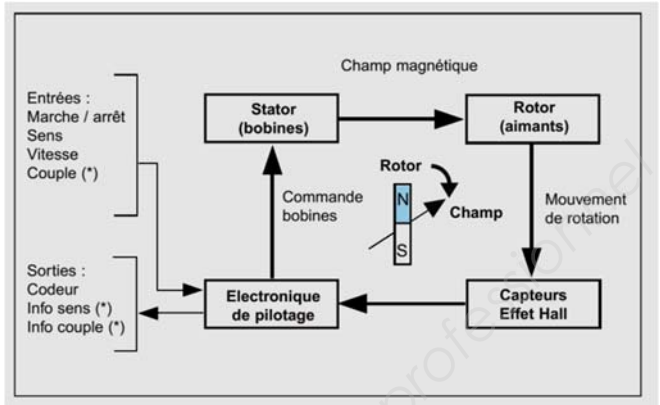 Champ magnétique
Entrées :
Marche / arrêt
Sens
Vitesse
Couple (*)
Stator
(bobines)
Rotor
(aimants)
Rotor
N
S
Champ
Commande
bobines
Mouvement
de rotation
Sorties :
Codeur
Info sens (*)
Info couple (*)
Electronique
de pilotage
Capteurs
Effet Hall
professionnel